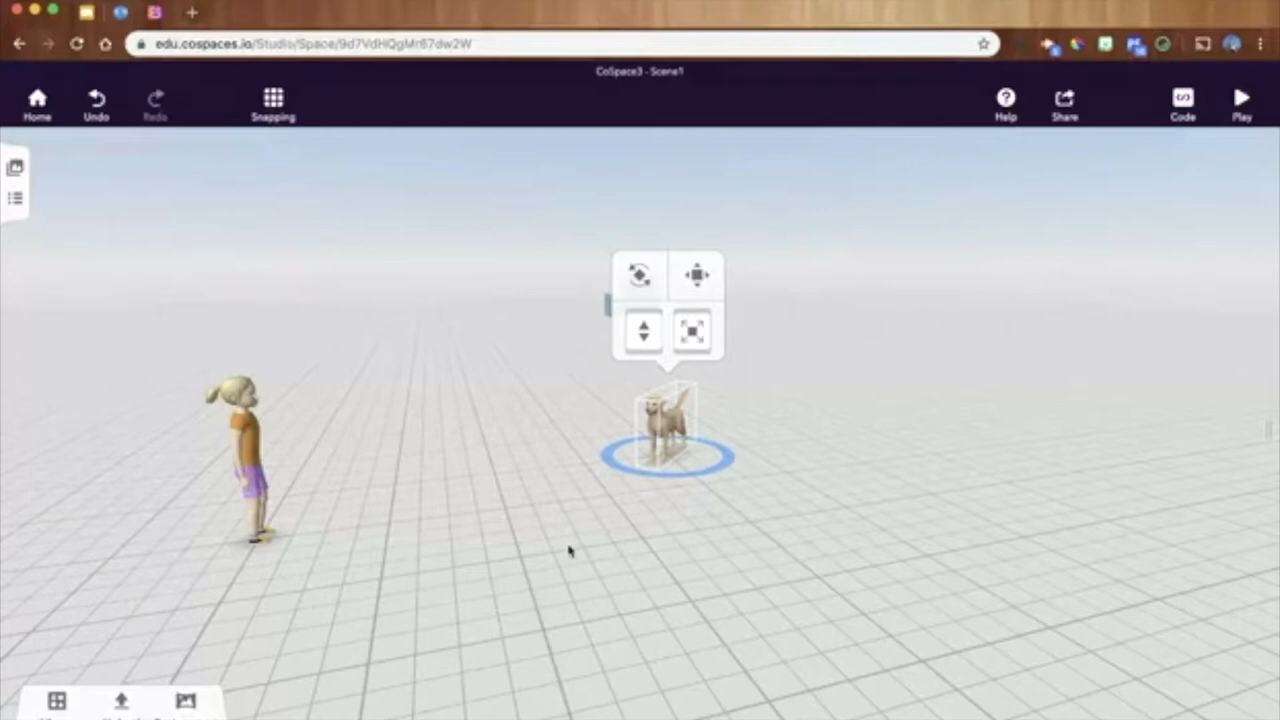 edu.cospaces.io/Studio/Space/9d7VdHQgMr67dw2W
CoSpace3 - Scene1
Home
Undo
Redo
Snapping
Help
Share
Code
Play